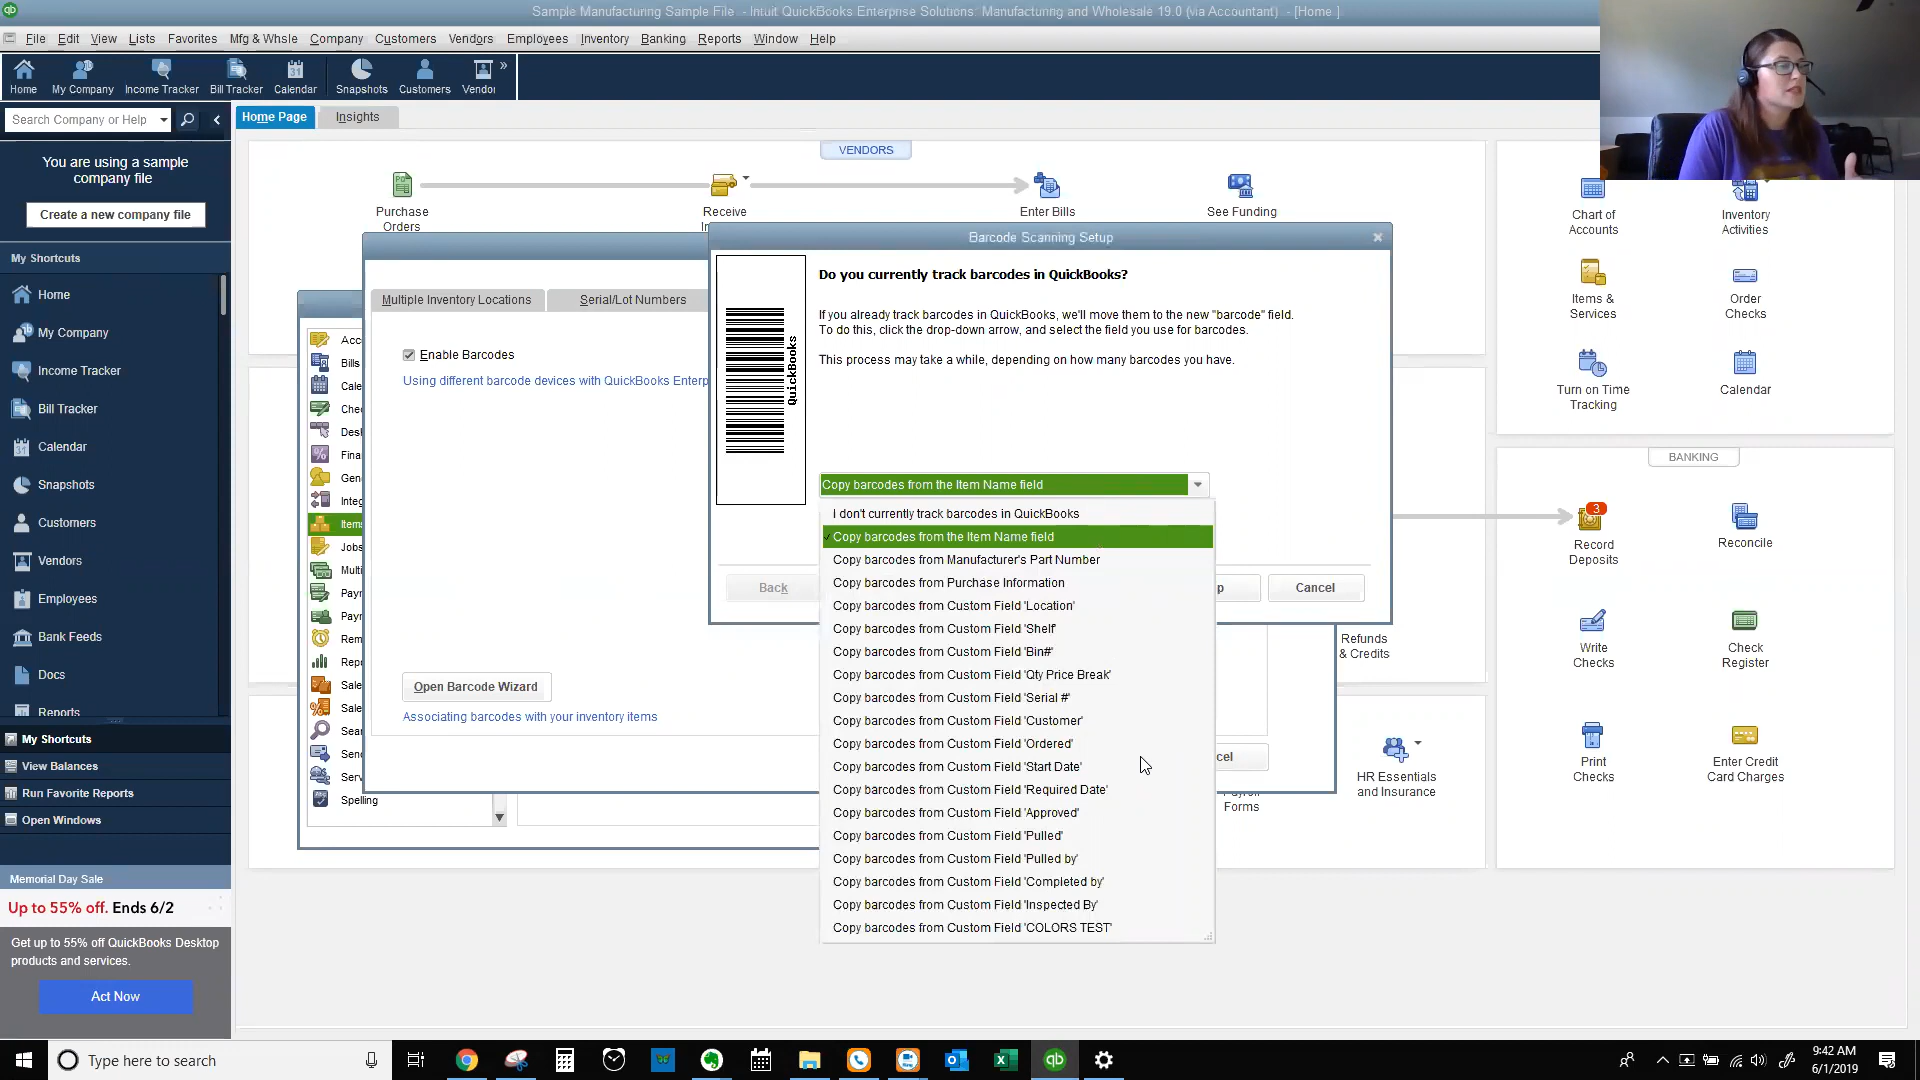 Sample Manufacturing Sample File - Intuit QuickBooks Enterprise Solutions: Manufacturing and Wholesale 19.0 (via Accountant) - [Home ]
File Edit View Lists Favorites Mfg & Whsle Company Customers Vendors Employees Inventory Banking Reports Window Help
Home My Company Income Tracker Bill Tracker Calendar Snapshots Customers Vendor
Search Company or Help
Home Page Insights
You are using a sample
company file
Create a new company file
My Shortcuts
Home
My Company
Income Tracker
Bill Tracker
Calendar
Snapshots
Customers
Vendors
Employees
Bank Feeds
Docs
Reports
My Shortcuts
View Balances
Run Favorite Reports
Open Windows
Memorial Day Sale
Up to 55% off. Ends 6/2
Get up to 55% off QuickBooks Desktop
products and services.
Act Now
VENDORS
Purchase
Orders
Receive
Enter Bills
See Funding
Multiple Inventory Locations Serial/Lot Numbers
Enable Barcodes
Using different barcode devices with QuickBooks Enterp
Open Barcode Wizard
Associating barcodes with your inventory items
Items
Spelling
Barcode Scanning Setup
QuickBooks
Do you currently track barcodes in QuickBooks?
If you already track barcodes in QuickBooks, we'll move them to the new "barcode" field.
To do this, click the drop-down arrow, and select the field you use for barcodes.
This process may take a while, depending on how many barcodes you have.
Copy barcodes from the Item Name field
I don't currently track barcodes in QuickBooks
Copy barcodes from the Item Name field
Copy barcodes from Manufacturer's Part Number
Copy barcodes from Purchase Information
Copy barcodes from Custom Field 'Location'
Copy barcodes from Custom Field 'Shelf'
Copy barcodes from Custom Field 'Bin#'
Copy barcodes from Custom Field 'Qty Price Break'
Copy barcodes from Custom Field 'Serial #'
Copy barcodes from Custom Field 'Customer'
Copy barcodes from Custom Field 'Ordered'
Copy barcodes from Custom Field 'Start Date'
Copy barcodes from Custom Field 'Required Date'
Copy barcodes from Custom Field 'Approved'
Copy barcodes from Custom Field 'Pulled'
Copy barcodes from Custom Field 'Pulled by'
Copy barcodes from Custom Field 'Completed by'
Copy barcodes from Custom Field 'Inspected By'
Copy barcodes from Custom Field 'COLORS TEST'
Back
Cancel
Refunds
& Credits
HR Essentials
and Insurance
Forms
Chart of
Accounts
Inventory
Activities
Items &
Services
Order
Checks
Turn on Time
Tracking
Calendar
BANKING
3
Record
Deposits
Reconcile
Write
Checks
Check
Register
Print
Checks
Enter Credit
Card Charges
Type here to search
9:42 AM
6/1/2019